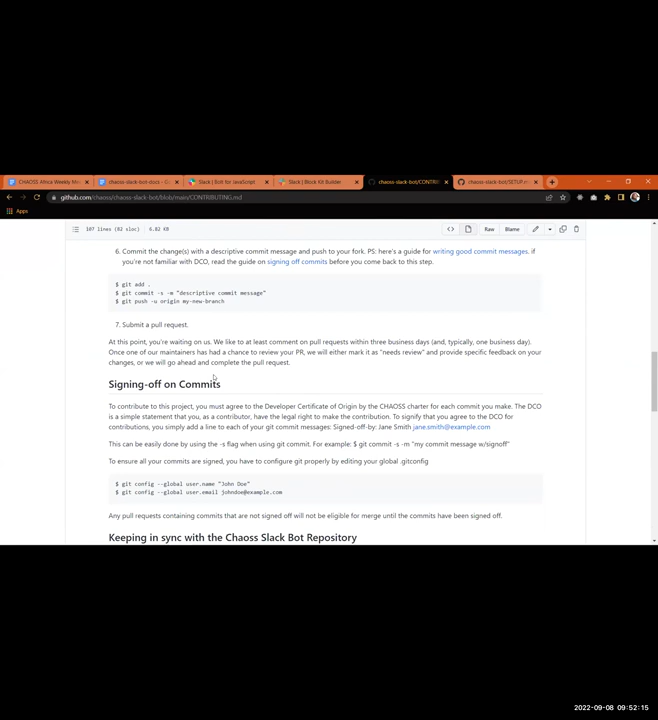 CHAOSS Africa Weekly Me
chaoss-slack-bot-docs - G
Slack | Bolt for JavaScript
Slack | Block Kit Builder
chaoss-slack-bot/CONTRIB
chaoss-slack-bot/SETUP.m
github.com/chaoss/chaoss-slack-bot/blob/main/CONTRIBUTING.md
Apps
107 lines (82 sloc) 6.82 KB
Raw Blame
6. Commit the change(s) with a descriptive commit message and push to your fork. PS: here's a guide for writing good commit messages. if
you're not familiar with DCO, read the guide on signing off commits before you come back to this step.
$ git add .
$ git commit -s -m "descriptive commit message"
$ git push -u origin my-new-branch
7. Submit a pull request.
At this point, you're waiting on us. We like to at least comment on pull requests within three business days (and, typically, one business day).
Once one of our maintainers has had a chance to review your PR, we will either mark it as "needs review" and provide specific feedback on your
changes, or we will go ahead and complete the pull request.
Signing-off on Commits
To contribute to this project, you must agree to the Developer Certificate of Origin by the CHAOSS charter for each commit you make. The DCO
is a simple statement that you, as a contributor, have the legal right to make the contribution. To signify that you agree to the DCO for
contributions, you simply add a line to each of your git commit messages: Signed-off-by: Jane Smith jane.smith@example.com
This can be easily done by using the -s flag when using git commit. For example: $ git commit -s -m "my commit message w/signoff"
To ensure all your commits are signed, you have to configure git properly by editing your global .gitconfig
$ git config --global user.name "John Doe"
$ git config --global user.email johndoe@example.com
Any pull requests containing commits that are not signed off will not be eligible for merge until the commits have been signed off.
Keeping in sync with the Chaoss Slack Bot Repository
2022-09-08 09:52:15